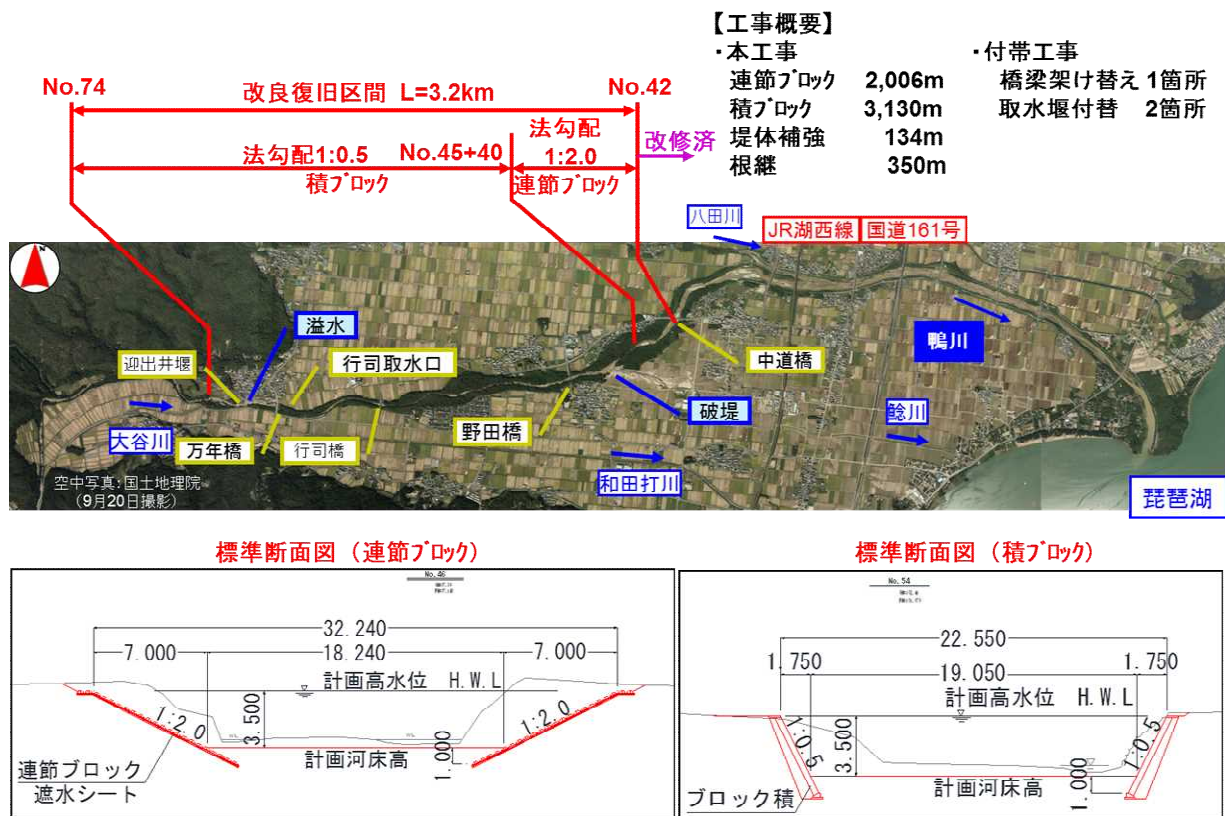 【工事概要】
・本工事
連節ブロック 2,006m
積ブロック 3,130m
堤体補強 134m
根継 350m
・付帯工事
橋梁架け替え 1箇所
取水堰付替 2箇所
No.74
改良復旧区間 L=3.2km
No.42
法勾配1:0.5
積ブロック
No.45+40
法勾配
1:2.0
連節ブロック
改修済
八田川
JR湖西線
国道161号
N
溢水
迎出井堰
行司取水口
中道橋
鴨川
大谷川
万年橋
行司橋
野田橋
破堤
鯰川
和田打川
空中写真:国土地理院
(9月20日撮影)
琵琶湖
標準断面図(連節ブロック)
No.46
32.240
7.000
18.240
7.000
計画高水位 H.W.L
1:2.0
3.500
1:2.0
1.000
計画河床高
連節ブロック
遮水シート
標準断面図(積ブロック)
No.54
22.550
1.750
19.050
1.750
計画高水位 H.W.L
1:0.5
3.500
1:0.5
1.000
計画河床高
ブロック積